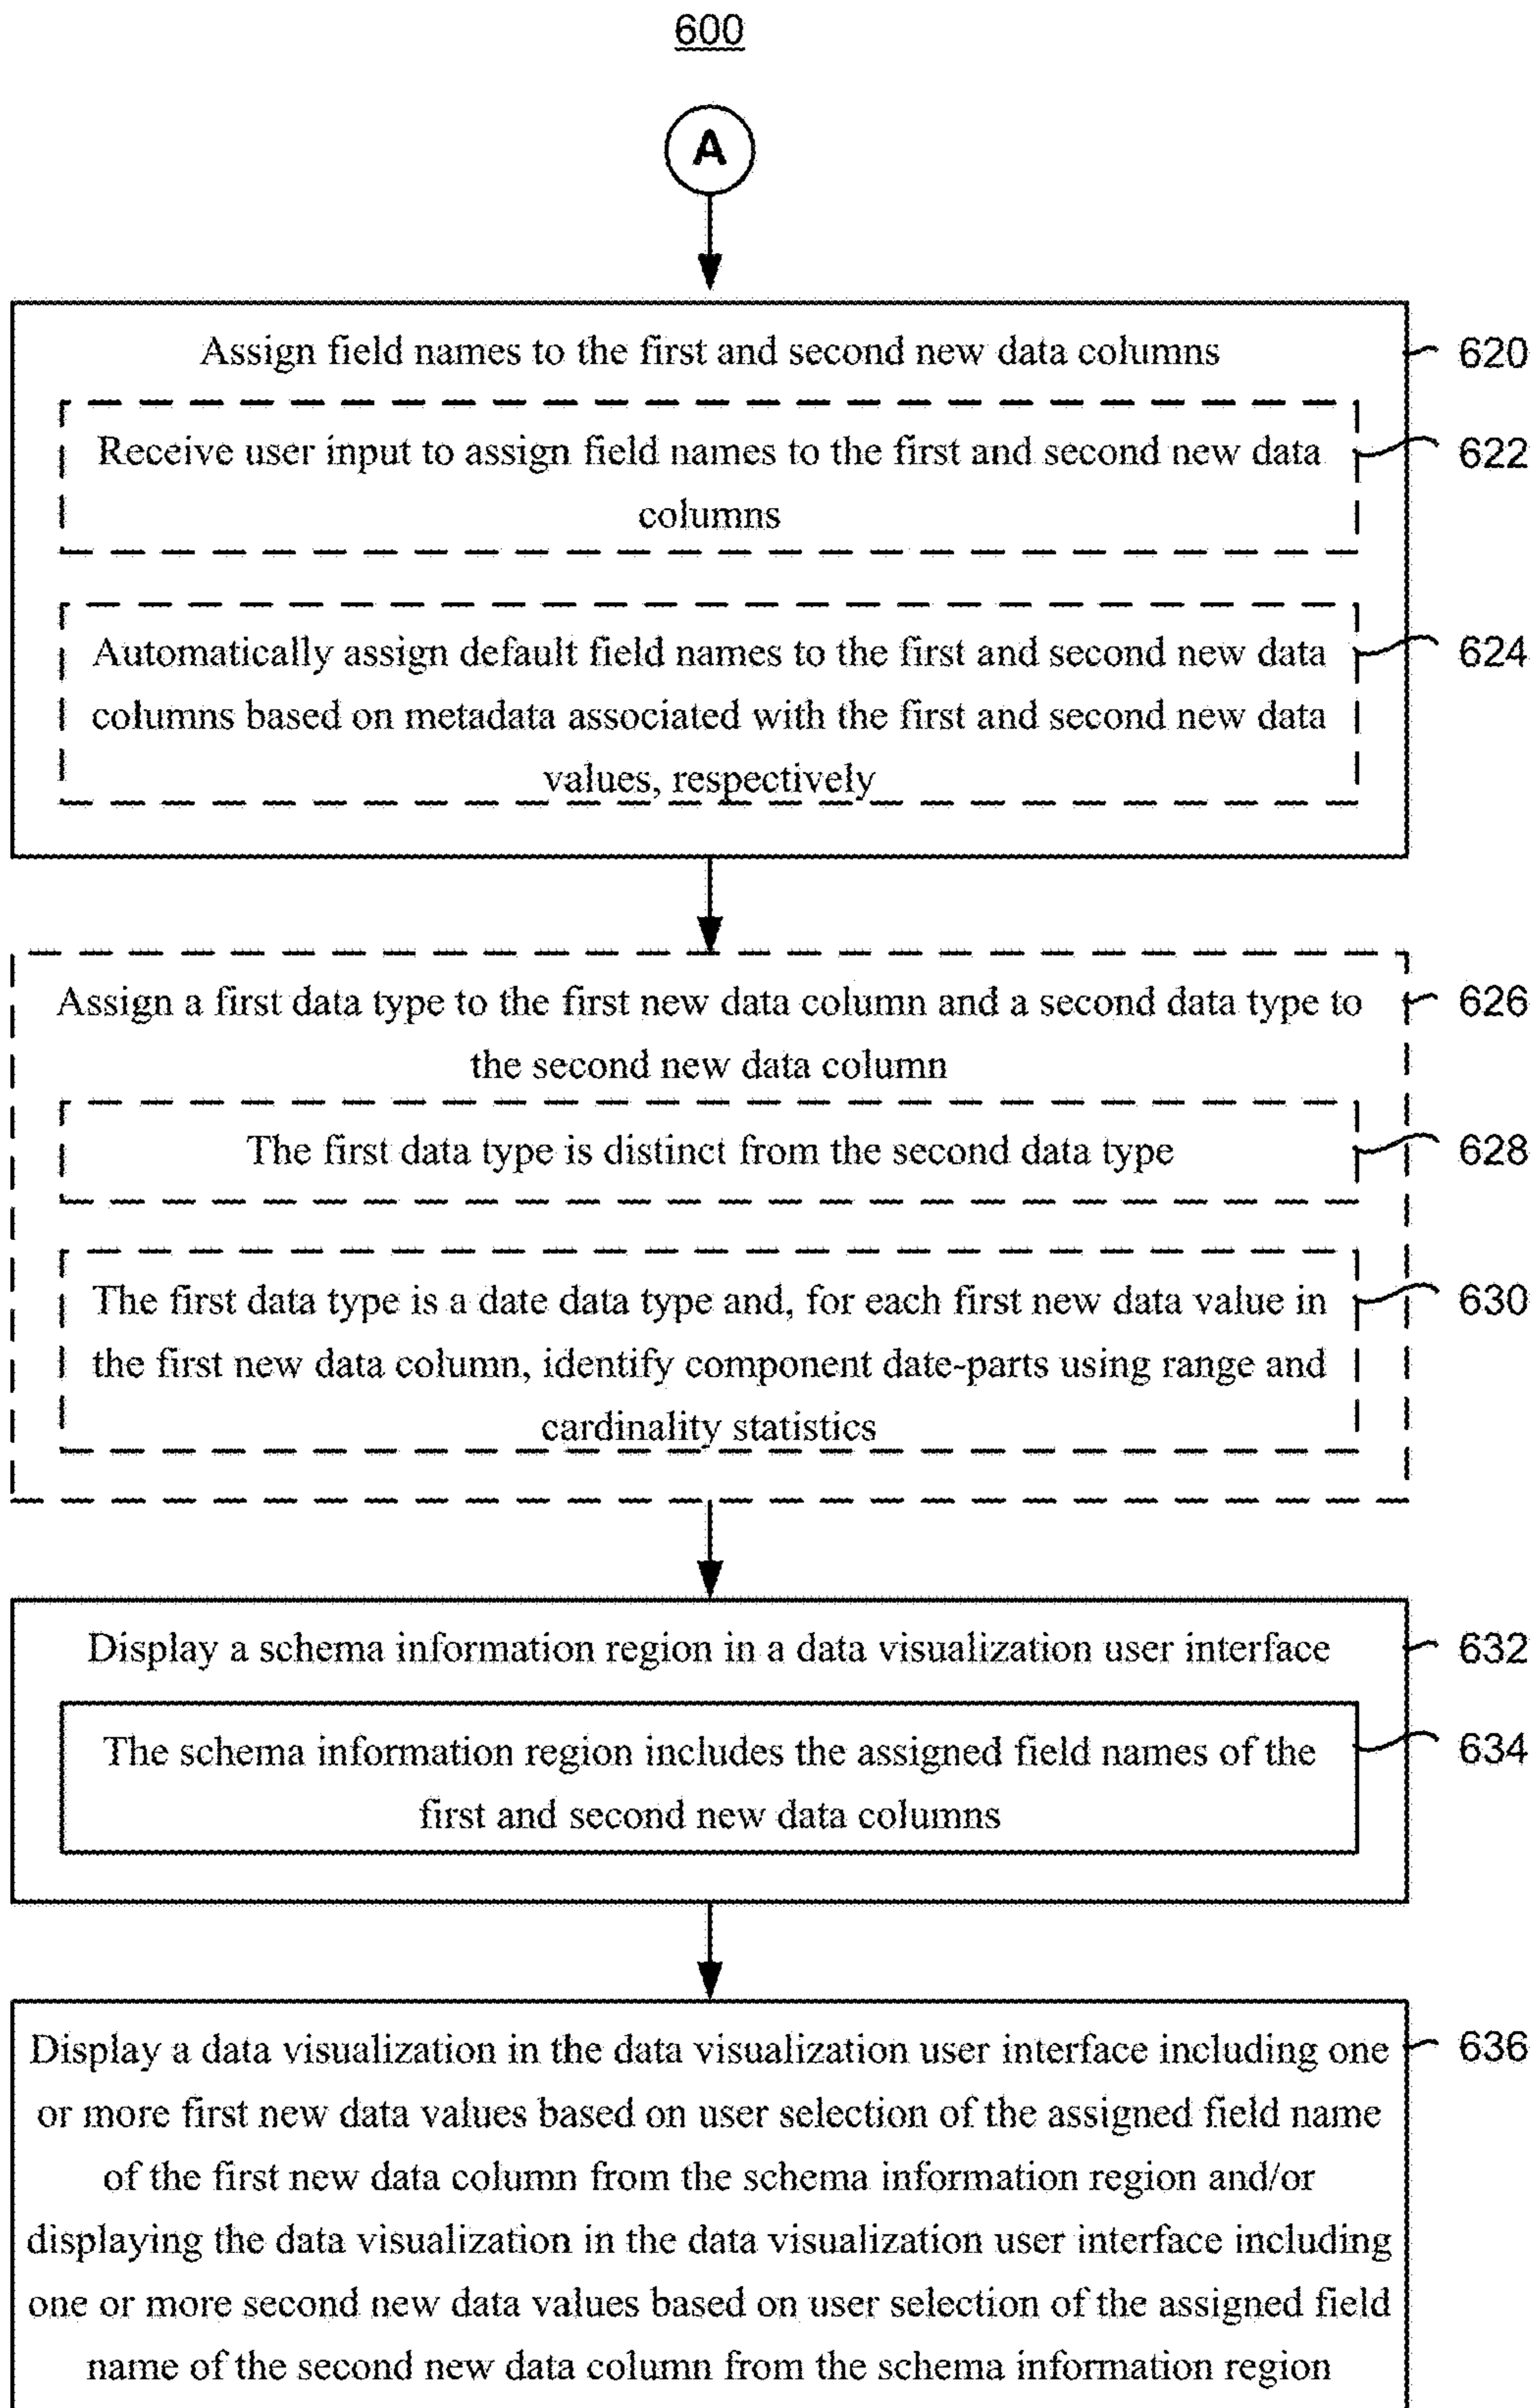 600
A
Assign field names to the first and second new data columns
620
Receive user input to assign field names to the first and second new data
columns
622
Automatically assign default field names to the first and second new data
columns based on metadata associated with the first and second new data
values, respectively
624
Assign a first data type to the first new data column and a second data type to
the second new data column
626
The first data type is distinct from the second data type
628
The first data type is a date data type and, for each first new data value in
the first new data column, identify component date-parts using range and
cardinality statistics
630
Display a schema information region in a data visualization user interface
632
The schema information region includes the assigned field names of the
first and second new data columns
634
Display a data visualization in the data visualization user interface including one
or more first new data values based on user selection of the assigned field name
of the first new data column from the schema information region and/or
displaying the data visualization in the data visualization user interface including
one or more second new data values based on user selection of the assigned field
name of the second new data column from the schema information region
636